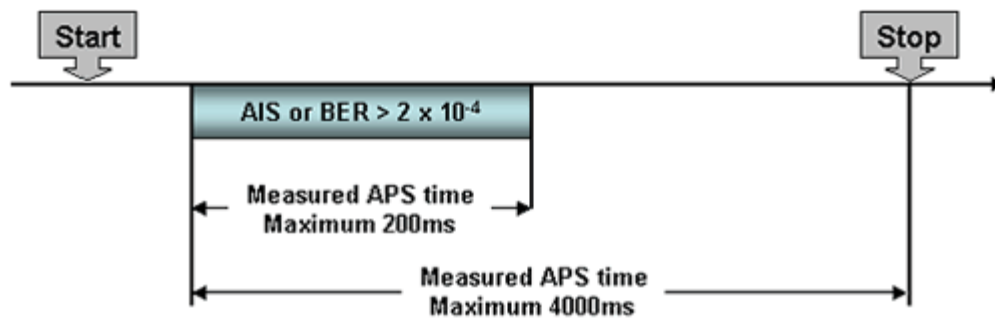 Start
Stop
AIS or BER > 2 x 10⁻⁴
Measured APS time
Maximum 200ms
Measured APS time
Maximum 4000ms